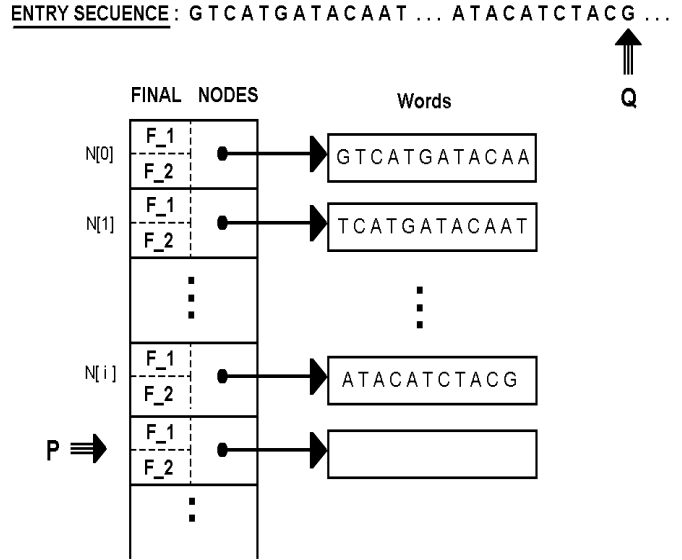 ENTRY SECUENCE : G T C A T G A T A C A A T ... A T A C A T C T A C G ...
Q
FINAL NODES
Words
N[0]
F_1
F_2
G T C A T G A T A C A A
N[1]
F_1
F_2
T C A T G A T A C A A T
N[ i ]
F_1
F_2
A T A C A T C T A C G
P
F_1
F_2